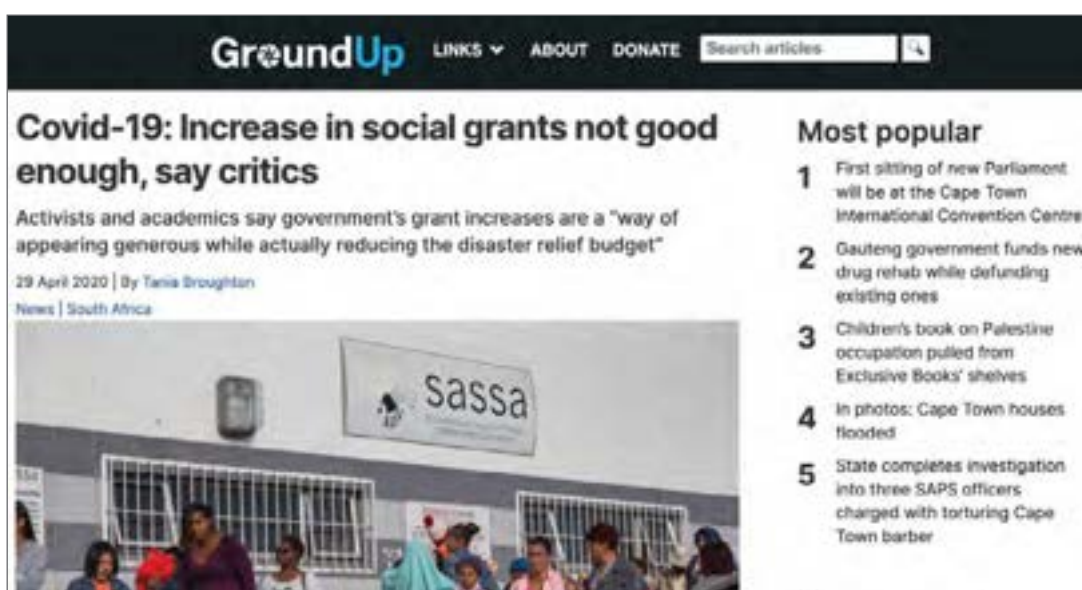 GroundUp LINKS ABOUT DONATE Search articles
Covid-19: Increase in social grants not good
enough, say critics
Activists and academics say government's grant increases are a "way of
appearing generous while actually reducing the disaster relief budget"
29 April 2020 | By Tania Broughton
News | South Africa
sassa
Most popular
1 First sitting of new Parliament
will be at the Cape Town
International Convention Centre
2 Gauteng government funds new
drug rehab while defunding
existing ones
3 Children's book on Palestine
occupation pulled from
Exclusive Books' shelves
4 In photos: Cape Town houses
flooded
5 State completes investigation
into three SAPS officers
charged with torturing Cape
Town barber